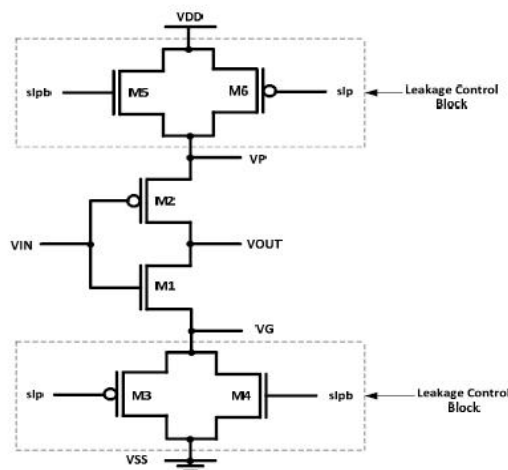 VDD
slpb
M5
M6
slp
Leakage Control
Block
VP
M2
VIN
VOUT
M1
VG
slp
M3
M4
slpb
Leakage Control
Block
VSS